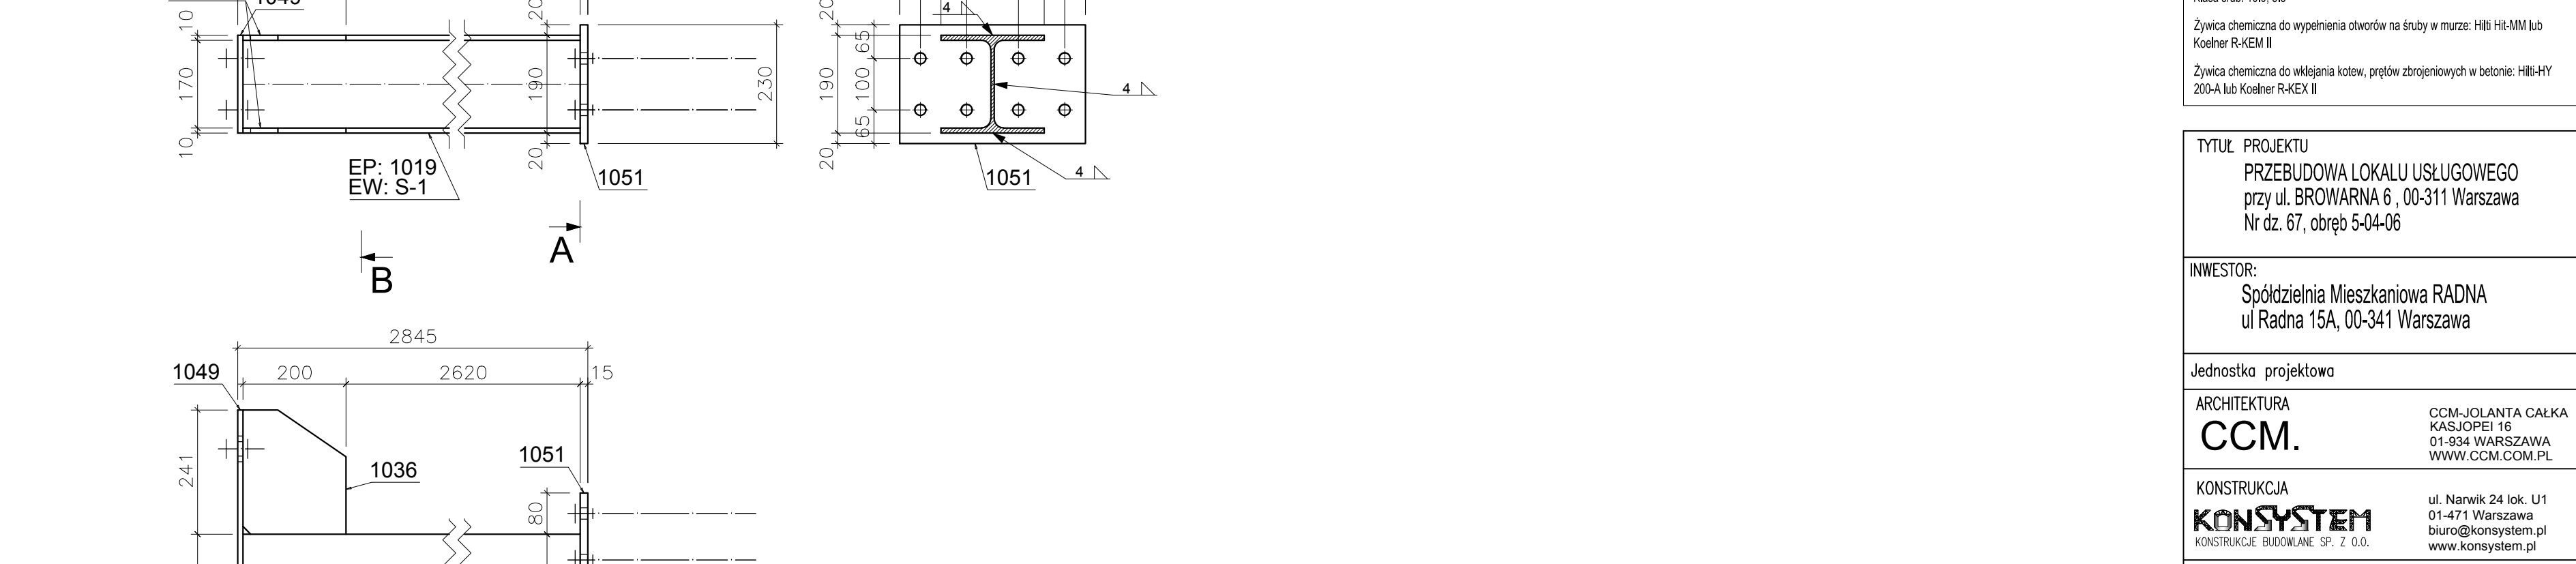 10
170
10
20
190
20
230
EP: 1019
EW: S-1
1051
A
B
20
190
20
65
100
65
4
4
4
1051
2845
1049
200
2620
15
241
1036
1051
80
Żywica chemiczna do wypełnienia otworów na śruby w murze: Hilti Hit-MM lub
Koelner R-KEM II
Żywica chemiczna do wklejania kotew, prętów zbrojeniowych w betonie: Hilti-HY
200-A lub Koelner R-KEX II
TYTUŁ PROJEKTU
PRZEBUDOWA LOKALU USŁUGOWEGO
przy ul. BROWARNA 6 , 00-311 Warszawa
Nr dz. 67, obręb 5-04-06
INWESTOR:
Spółdzielnia Mieszkaniowa RADNA
ul Radna 15A, 00-341 Warszawa
Jednostka projektowa
ARCHITEKTURA
CCM.
CCM-JOLANTA CAŁKA
KASJOPEI 16
01-934 WARSZAWA
WWW.CCM.COM.PL
KONSTRUKCJA
KONSYSTEM
KONSTRUKCJE BUDOWLANE SP. Z O.O.
ul. Narwik 24 lok. U1
01-471 Warszawa
biuro@konsystem.pl
www.konsystem.pl